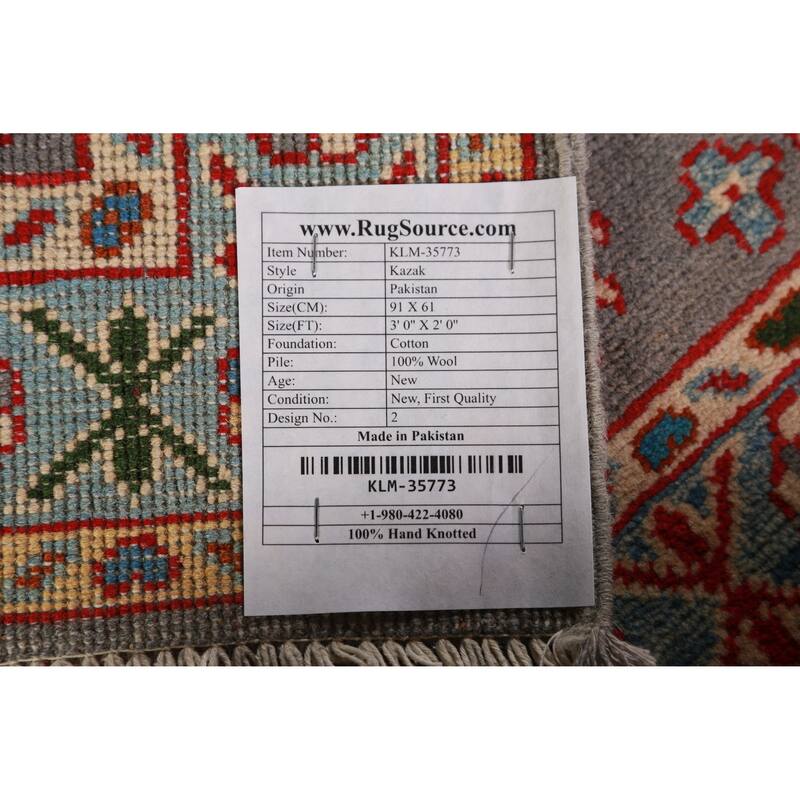 www.RugSource.com
Item Number: KLM-35773
Style Kazak
Origin Pakistan
Size(CM): 91 X 61
Size(FT): 3' 0" X 2' 0"
Foundation: Cotton
Pile: 100% Wool
Age: New
Condition: New, First Quality
Design No.: 2
Made in Pakistan
KLM-35773
+1-980-422-4080
100% Hand Knotted